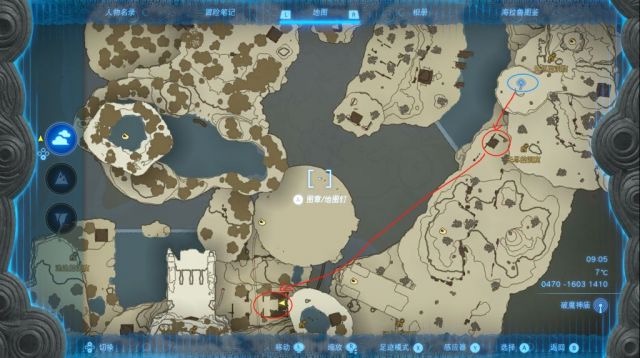 人物名录 冒险笔记 L 地图 R 相册 海拉鲁图鉴
A 图章/地图钉
09:05
7℃
0470 -1603 1410
破魔神庙
切换 移动 L 缩放 R 足迹模式 X 感应器 Y 选择 A 返回 B